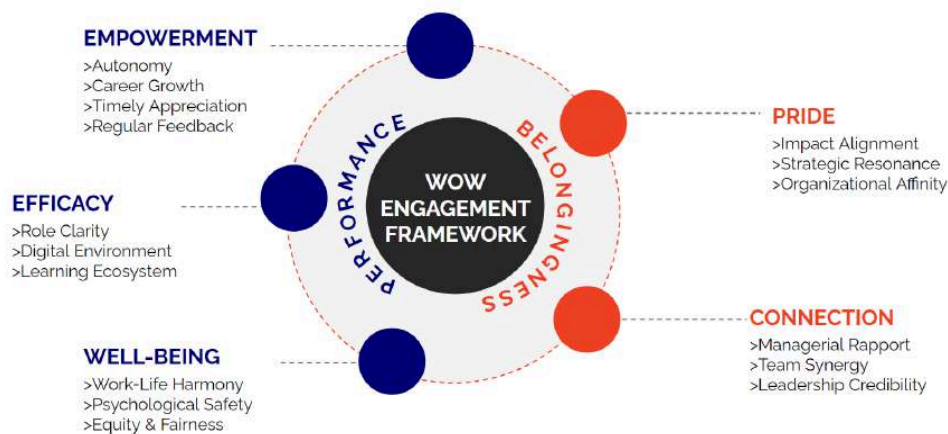 EMPOWERMENT
>Autonomy
>Career Growth
>Timely Appreciation
>Regular Feedback
EFFICACY
>Role Clarity
>Digital Environment
>Learning Ecosystem
WELL-BEING
>Work-Life Harmony
>Psychological Safety
>Equity & Fairness
PERFORMANCE
WOW
ENGAGEMENT
FRAMEWORK
BELONGINGNESS
PRIDE
>Impact Alignment
>Strategic Resonance
>Organizational Affinity
CONNECTION
>Managerial Rapport
>Team Synergy
>Leadership Credibility